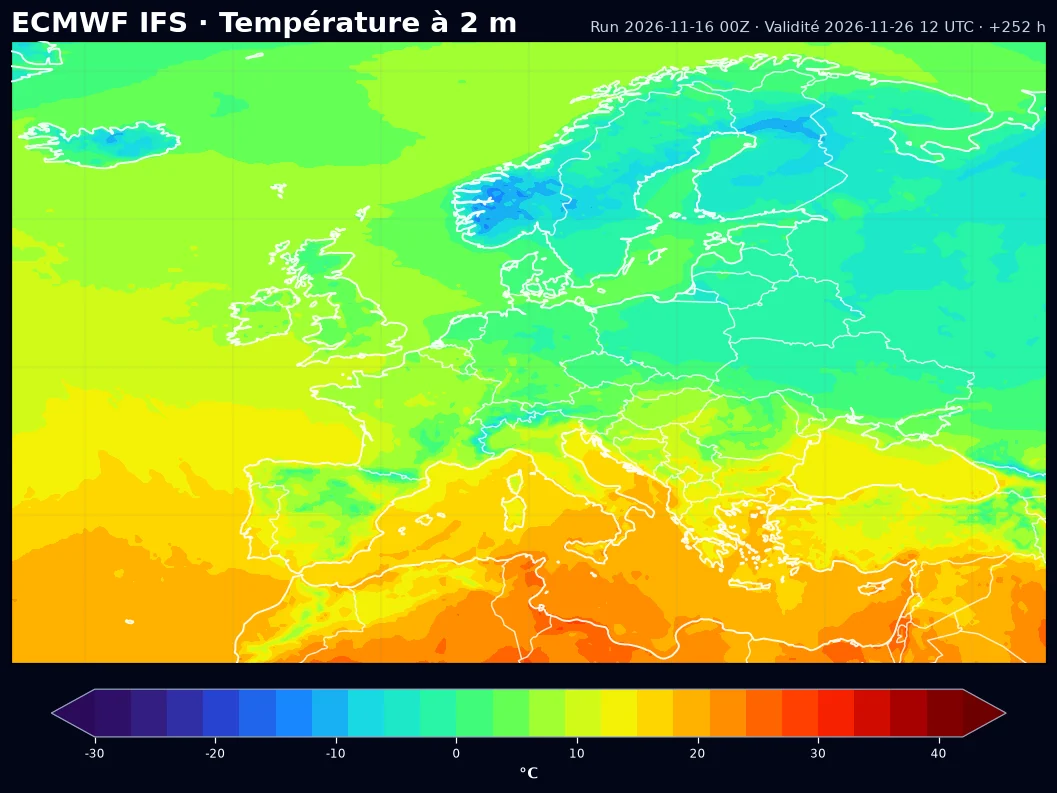 ECMWF IFS · Température à 2 m
Run 2026-11-16 00Z · Validité 2026-11-26 12 UTC · +252 h
-30 -20 -10 0 10 20 30 40
°C